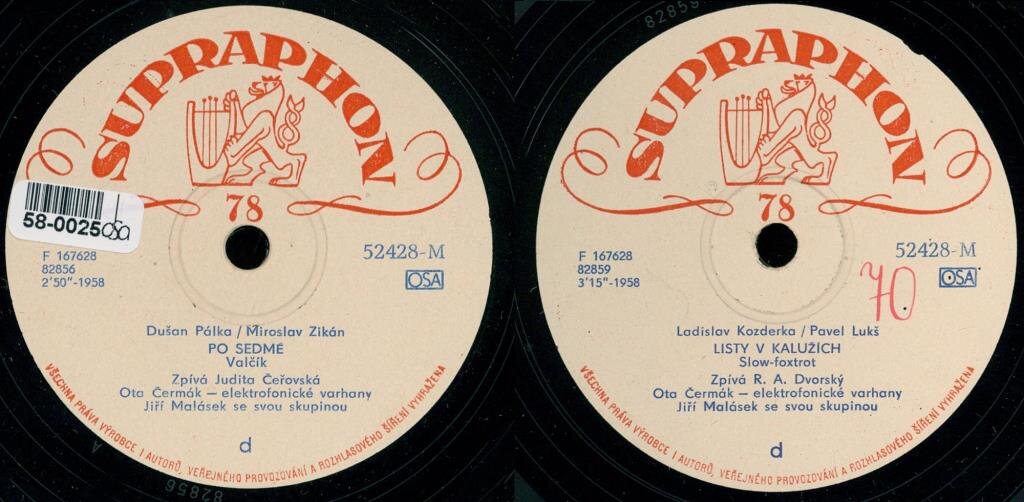 SUPRAPHON
78
58-0025 osa
F 167628
82856
2'50"-1958
52428-M
OSA
Dušan Pálka / Miroslav Zikán
PO SEDMÉ
Valčík
Zpívá Judita Čeřovská
Ota Čermák — elektrofonické varhany
Jiří Malásek se svou skupinou
d
VŠECHNA PRÁVA VÝROBCE I AUTORŮ, VEŘEJNÉHO PROVOZOVÁNÍ A ROZHLASOVÉHO ŠÍŘENÍ VYHRAŽENA
A
82856
82859
SUPRAPHON
78
F 167628
82859
3'15"-1958
52428-M
OSA
70
Ladislav Kozderka / Pavel Lukš
LISTY V KALUŽÍCH
Slow-foxtrot
Zpívá R. A. Dvorský
Ota Čermák — elektrofonické varhany
Jiří Malásek se svou skupinou
d
VŠECHNA PRÁVA VÝROBCE I AUTORŮ, VEŘEJNÉHO PROVOZOVÁNÍ A ROZHLASOVÉHO ŠÍŘENÍ VYHRAŽENA